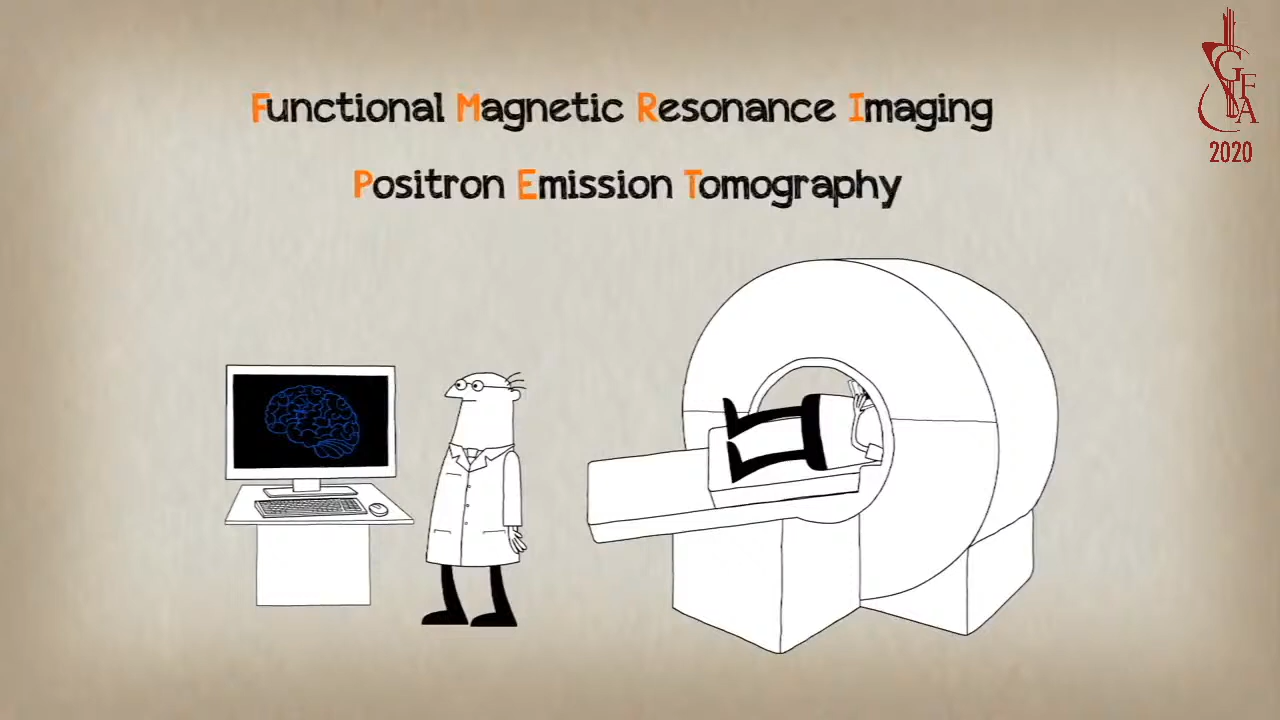 Functional Magnetic Resonance Imaging
Positron Emission Tomography
GFA
2020